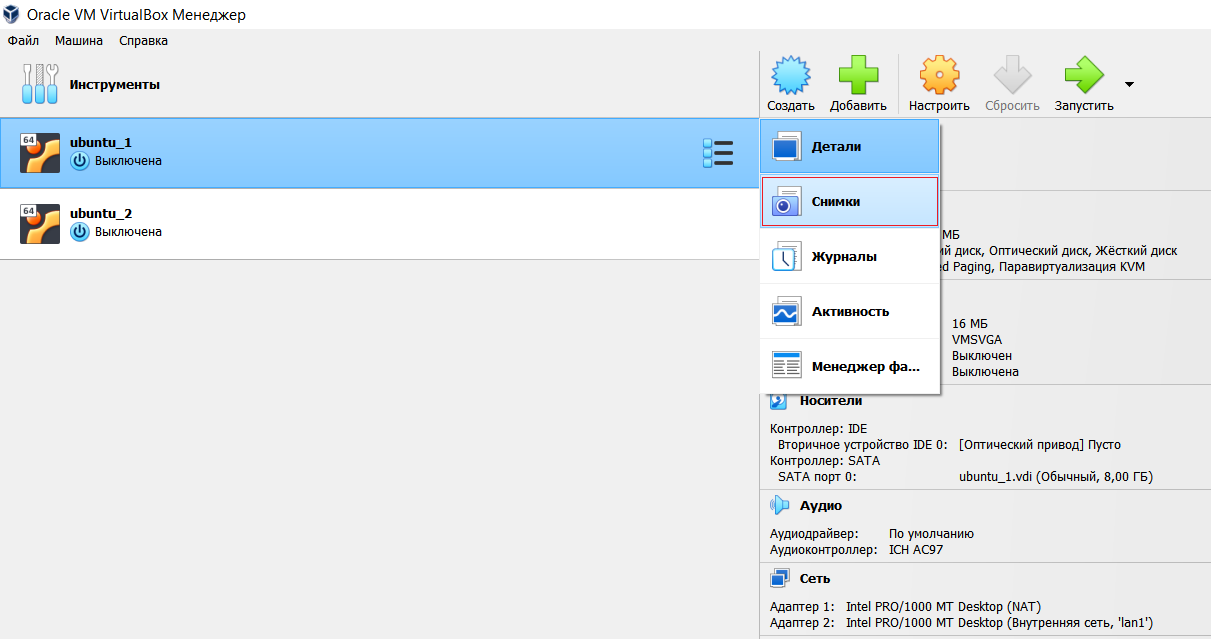 Oracle VM VirtualBox Менеджер
Файл Машина Справка
Инструменты
Создать Добавить Настроить Сбросить Запустить
64
ubuntu_1
Выключена
64
ubuntu_2
Выключена
Детали
Снимки
Журналы
Активность
Менеджер фа...
МБ
диск, Оптический диск, Жёсткий диск
Paging, Паравиртуализация KVM
16 МБ
VMSVGA
Выключен
Выключена
Носители
Контроллер: IDE
Вторичное устройство IDE 0: [Оптический привод] Пусто
Контроллер: SATA
SATA порт 0: ubuntu_1.vdi (Обычный, 8,00 ГБ)
Аудио
Аудиодрайвер: По умолчанию
Аудиоконтроллер: ICH AC97
Сеть
Адаптер 1: Intel PRO/1000 MT Desktop (NAT)
Адаптер 2: Intel PRO/1000 MT Desktop (Внутренняя сеть, 'lan1')